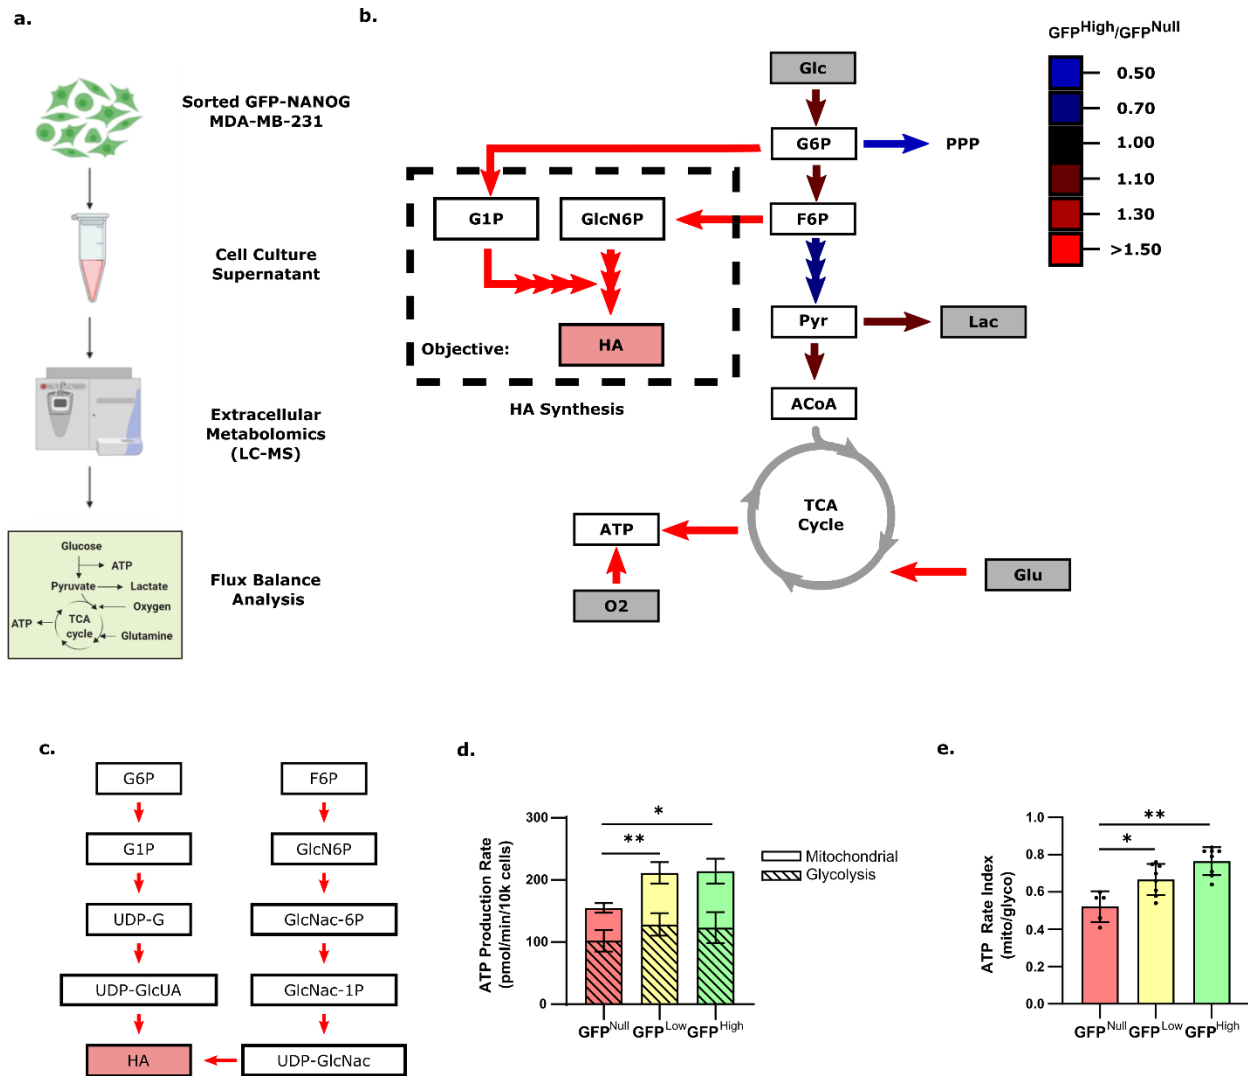 a.
Sorted GFP-NANOG
MDA-MB-231
Cell Culture
Supernatant
Extracellular
Metabolomics
(LC-MS)
Flux Balance
Analysis
Glucose
ATP
Pyruvate
Lactate
Oxygen
TCA
cycle
ATP
Glutamine
b.
Glc
G6P
PPP
G1P
GlcN6P
F6P
Pyr
Lac
Objective:
HA
HA Synthesis
ACoA
TCA
Cycle
ATP
O2
Glu
GFPHigh/GFPNull
0.50
0.70
1.00
1.10
1.30
>1.50
c.
G6P
F6P
G1P
GlcN6P
UDP-G
GlcNac-6P
UDP-GlcUA
GlcNac-1P
HA
UDP-GlcNac
d.
ATP Production Rate
(pmol/min/10k cells)
300
200
100
0
*
**
Mitochondrial
Glycolysis
GFPNull GFPLow GFPHigh
e.
ATP Rate Index
(mito/glyco)
1.0
0.8
0.6
0.4
0.2
0.0
**
*
GFPNull GFPLow GFPHigh